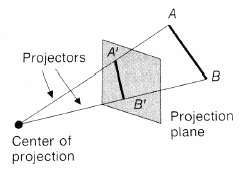 A
A'
Projectors
B
B'
Projection
plane
Center of
projection